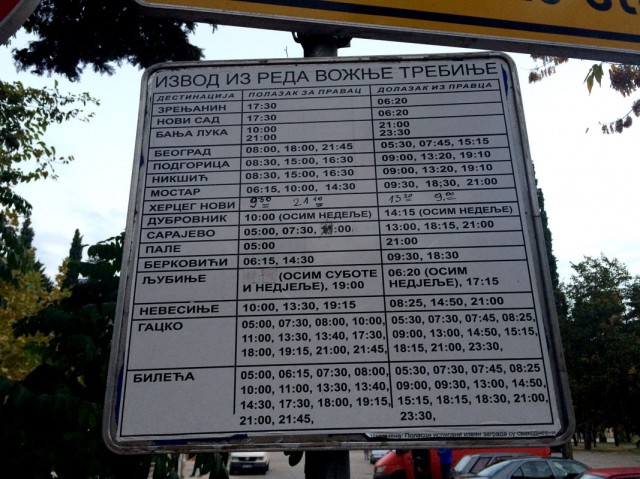 ИЗВОД ИЗ РЕДА ВОЖЊЕ ТРЕБИЊЕ
ДЕСТИНАЦИЈА ПОЛАЗАК ЗА ПРАВАЦ ДОЛАЗАК ИЗ ПРАВЦА
ЗРЕЊАНИН 17:30 06:20
НОВИ САД 17:30 06:20
БАЊА ЛУКА 10:00 21:00
21:00 23:30
БЕОГРАД 08:00, 18:00, 21:45 05:30, 07:45, 15:15
ПОДГОРИЦА 08:30, 15:00, 16:30 09:00, 13:20, 19:10
НИКШИЋ 08:30, 15:00, 16:30 09:00, 13:20, 19:10
МОСТАР 06:15, 10:00, 14:30 09:30, 18:30, 21:00
ХЕРЦЕГ НОВИ
ДУБРОВНИК 10:00 (ОСИМ НЕДЕЉЕ) 14:15 (ОСИМ НЕДЕЉЕ)
САРАЈЕВО 05:00, 07:30, :00 13:00, 18:15, 21:00
ПАЛЕ 05:00 21:00
БЕРКОВИЋИ 06:15, 14:30 09:30, 18:30
ЉУБИЊЕ (ОСИМ СУБОТЕ 06:20 (ОСИМ
И НЕДЈЕЉЕ), 19:00 НЕДЈЕЉЕ), 17:15
НЕВЕСИЊЕ 10:00, 13:30, 19:15 08:25, 14:50, 21:00
ГАЦКО 05:00, 07:30, 08:00, 10:00, 05:30, 07:30, 07:45, 08:25,
11:00, 13:30, 13:40, 17:30, 09:00, 13:00, 14:50, 15:15,
18:00, 19:15, 21:00, 21:45, 18:15, 21:00, 23:30,
БИЛЕЋА 05:00, 06:15, 07:30, 08:00, 05:30, 07:30, 07:45, 08:25
10:00, 11:00, 13:30, 13:40, 09:00, 09:30, 13:00, 14:50,
14:30, 17:30, 18:00, 19:15, 15:15, 18:15, 18:30, 21:00,
21:00, 21:45, 23:30,